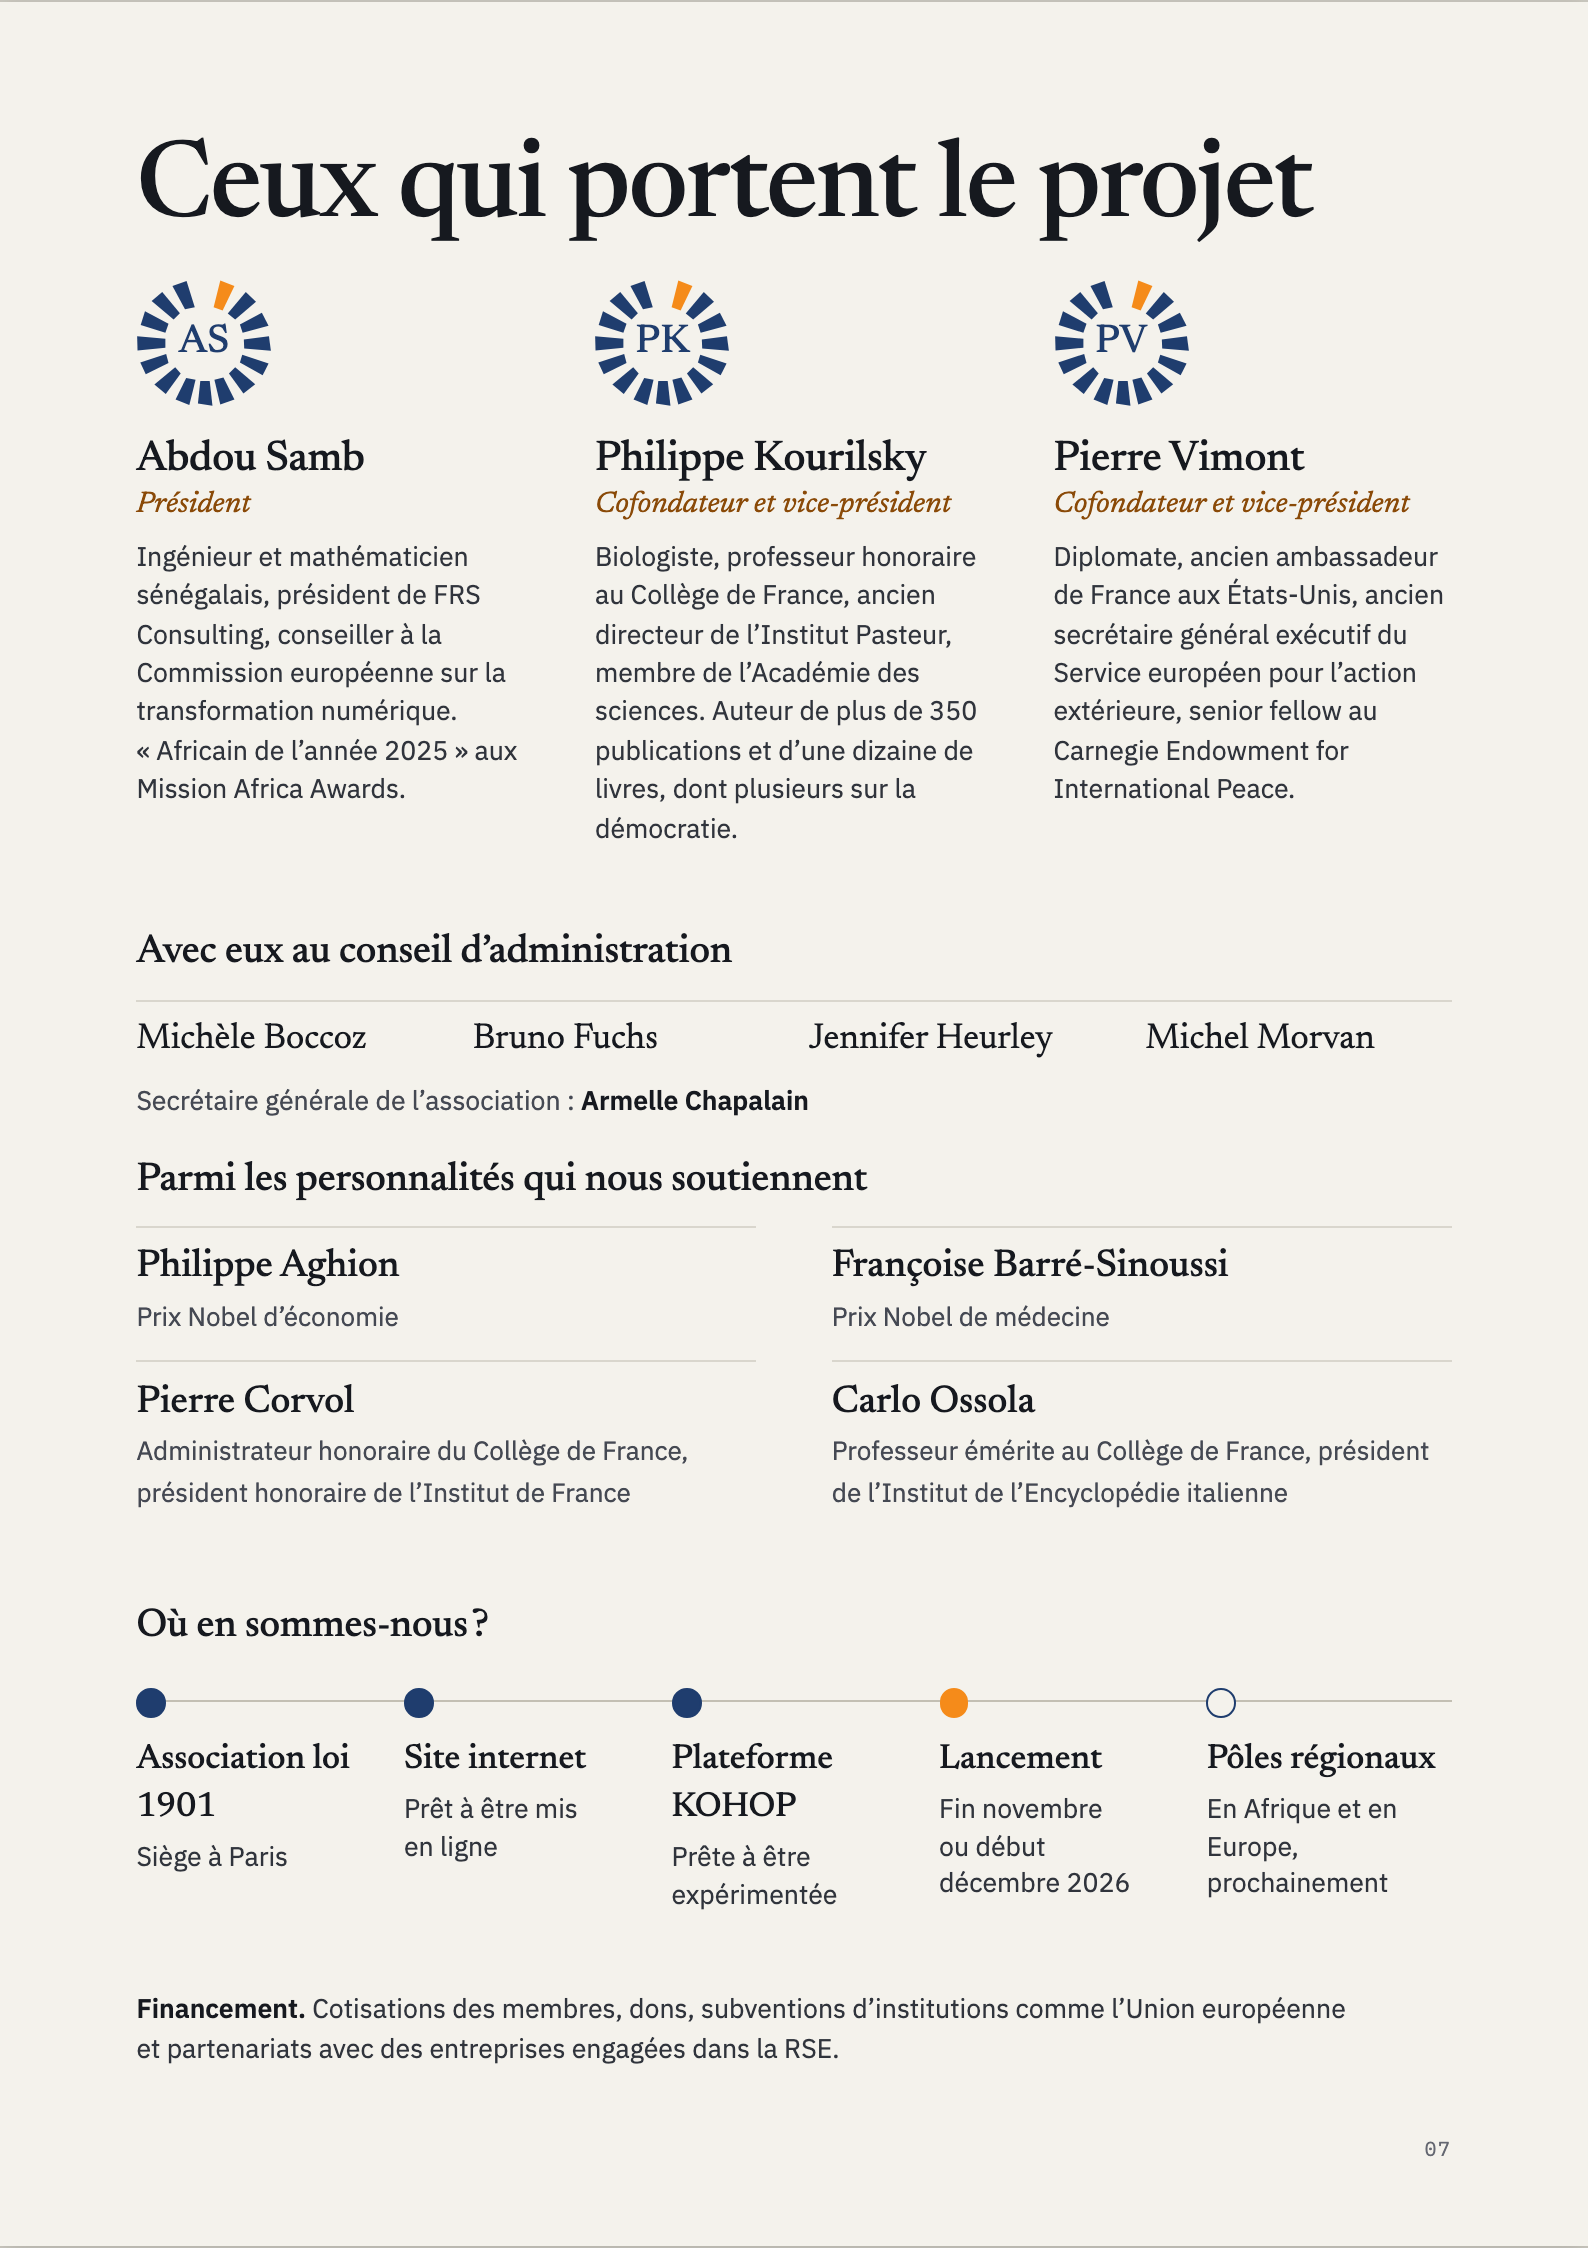 Ceux qui portent le projet
AS
PK
PV
Abdou Samb
Président
Ingénieur et mathématicien
sénégalais, président de FRS
Consulting, conseiller à la
Commission européenne sur la
transformation numérique.
« Africain de l’année 2025 » aux
Mission Africa Awards.
Philippe Kourilsky
Cofondateur et vice-président
Biologiste, professeur honoraire
au Collège de France, ancien
directeur de l’Institut Pasteur,
membre de l’Académie des
sciences. Auteur de plus de 350
publications et d’une dizaine de
livres, dont plusieurs sur la
démocratie.
Pierre Vimont
Cofondateur et vice-président
Diplomate, ancien ambassadeur
de France aux États-Unis, ancien
secrétaire général exécutif du
Service européen pour l’action
extérieure, senior fellow au
Carnegie Endowment for
International Peace.
Avec eux au conseil d’administration
Michèle Boccoz
Bruno Fuchs
Jennifer Heurley
Michel Morvan
Secrétaire générale de l’association : Armelle Chapalain
Parmi les personnalités qui nous soutiennent
Philippe Aghion
Prix Nobel d’économie
Françoise Barré-Sinoussi
Prix Nobel de médecine
Pierre Corvol
Administrateur honoraire du Collège de France,
président honoraire de l’Institut de France
Carlo Ossola
Professeur émérite au Collège de France, président
de l’Institut de l’Encyclopédie italienne
Où en sommes-nous ?
Association loi
1901
Siège à Paris
Site internet
Prêt à être mis
en ligne
Plateforme
KOHOP
Prête à être
expérimentée
Lancement
Fin novembre
ou début
décembre 2026
Pôles régionaux
En Afrique et en
Europe,
prochainement
Financement. Cotisations des membres, dons, subventions d’institutions comme l’Union européenne
et partenariats avec des entreprises engagées dans la RSE.
07